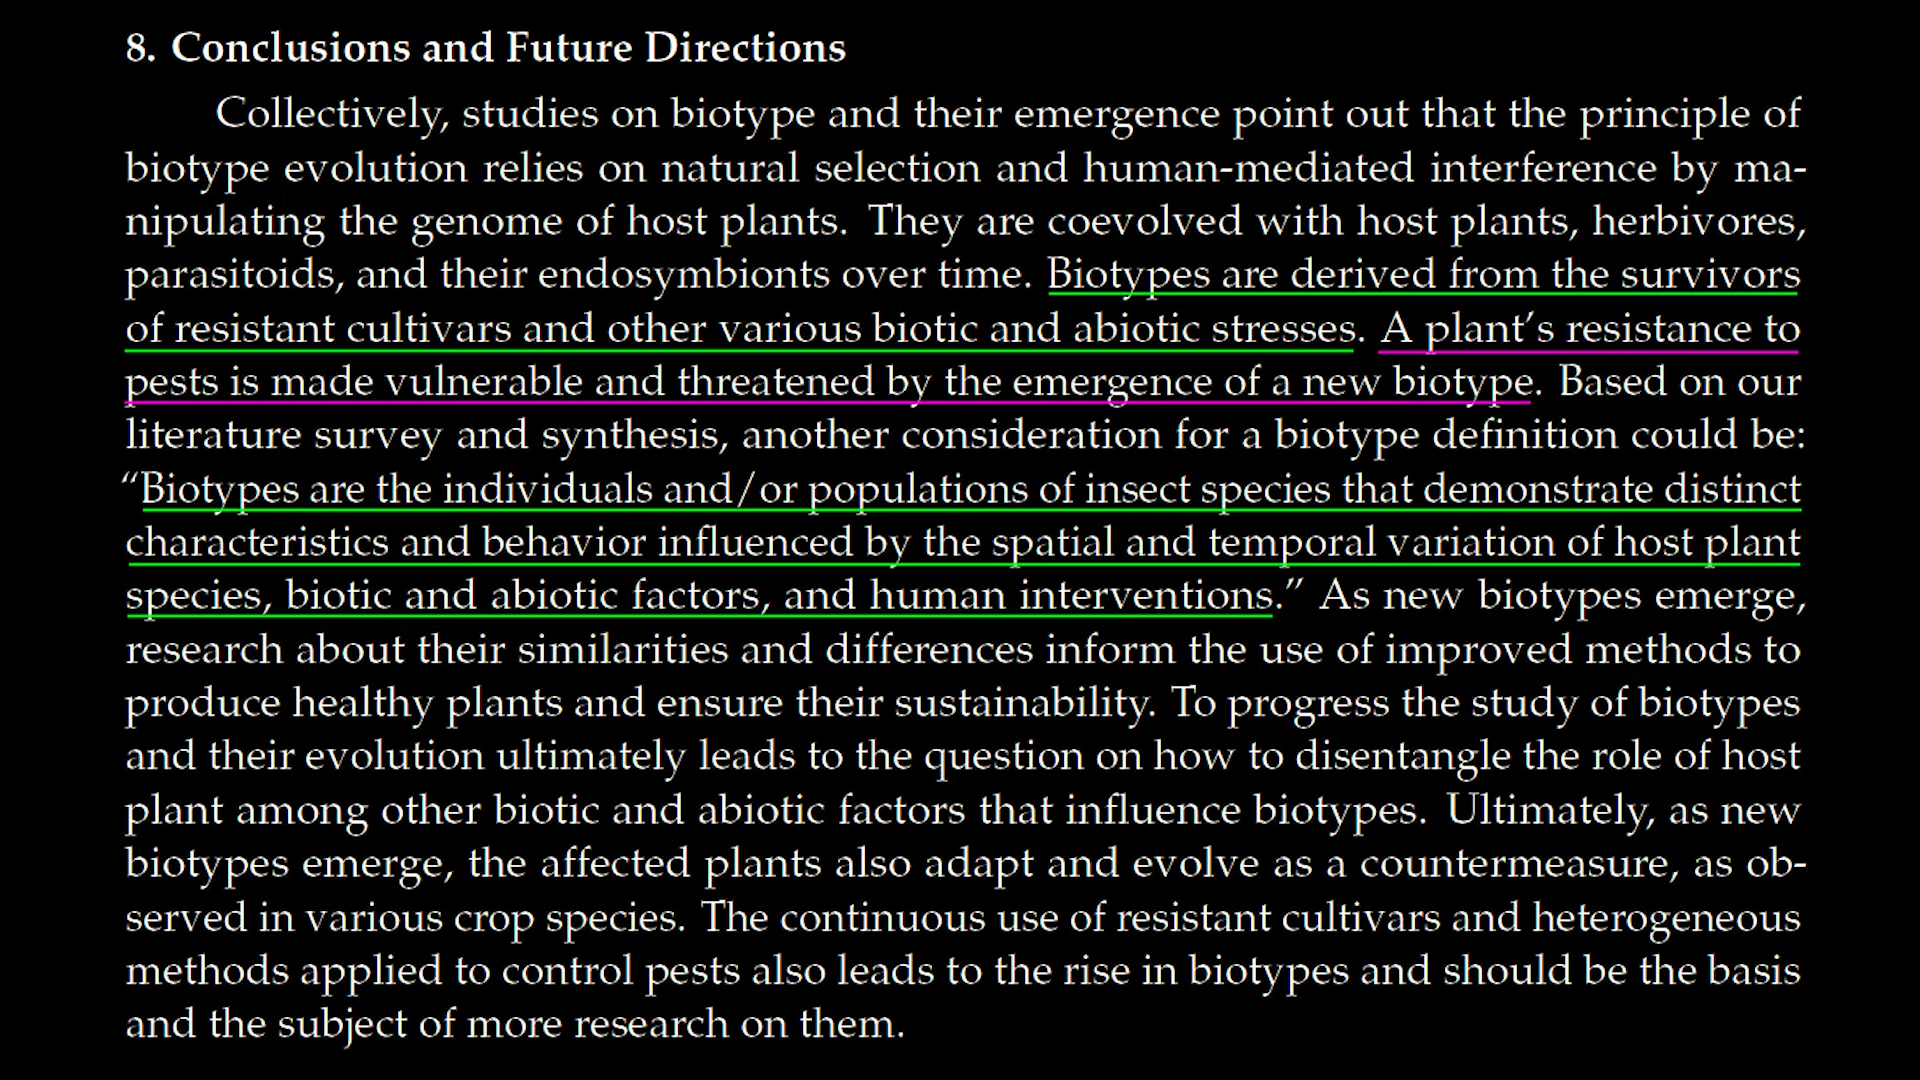 8. Conclusions and Future Directions
Collectively, studies on biotype and their emergence point out that the principle of
biotype evolution relies on natural selection and human-mediated interference by ma-
nipulating the genome of host plants. They are coevolved with host plants, herbivores,
parasitoids, and their endosymbionts over time. Biotypes are derived from the survivors
of resistant cultivars and other various biotic and abiotic stresses. A plant’s resistance to
pests is made vulnerable and threatened by the emergence of a new biotype. Based on our
literature survey and synthesis, another consideration for a biotype definition could be:
“Biotypes are the individuals and/or populations of insect species that demonstrate distinct
characteristics and behavior influenced by the spatial and temporal variation of host plant
species, biotic and abiotic factors, and human interventions.” As new biotypes emerge,
research about their similarities and differences inform the use of improved methods to
produce healthy plants and ensure their sustainability. To progress the study of biotypes
and their evolution ultimately leads to the question on how to disentangle the role of host
plant among other biotic and abiotic factors that influence biotypes. Ultimately, as new
biotypes emerge, the affected plants also adapt and evolve as a countermeasure, as ob-
served in various crop species. The continuous use of resistant cultivars and heterogeneous
methods applied to control pests also leads to the rise in biotypes and should be the basis
and the subject of more research on them.